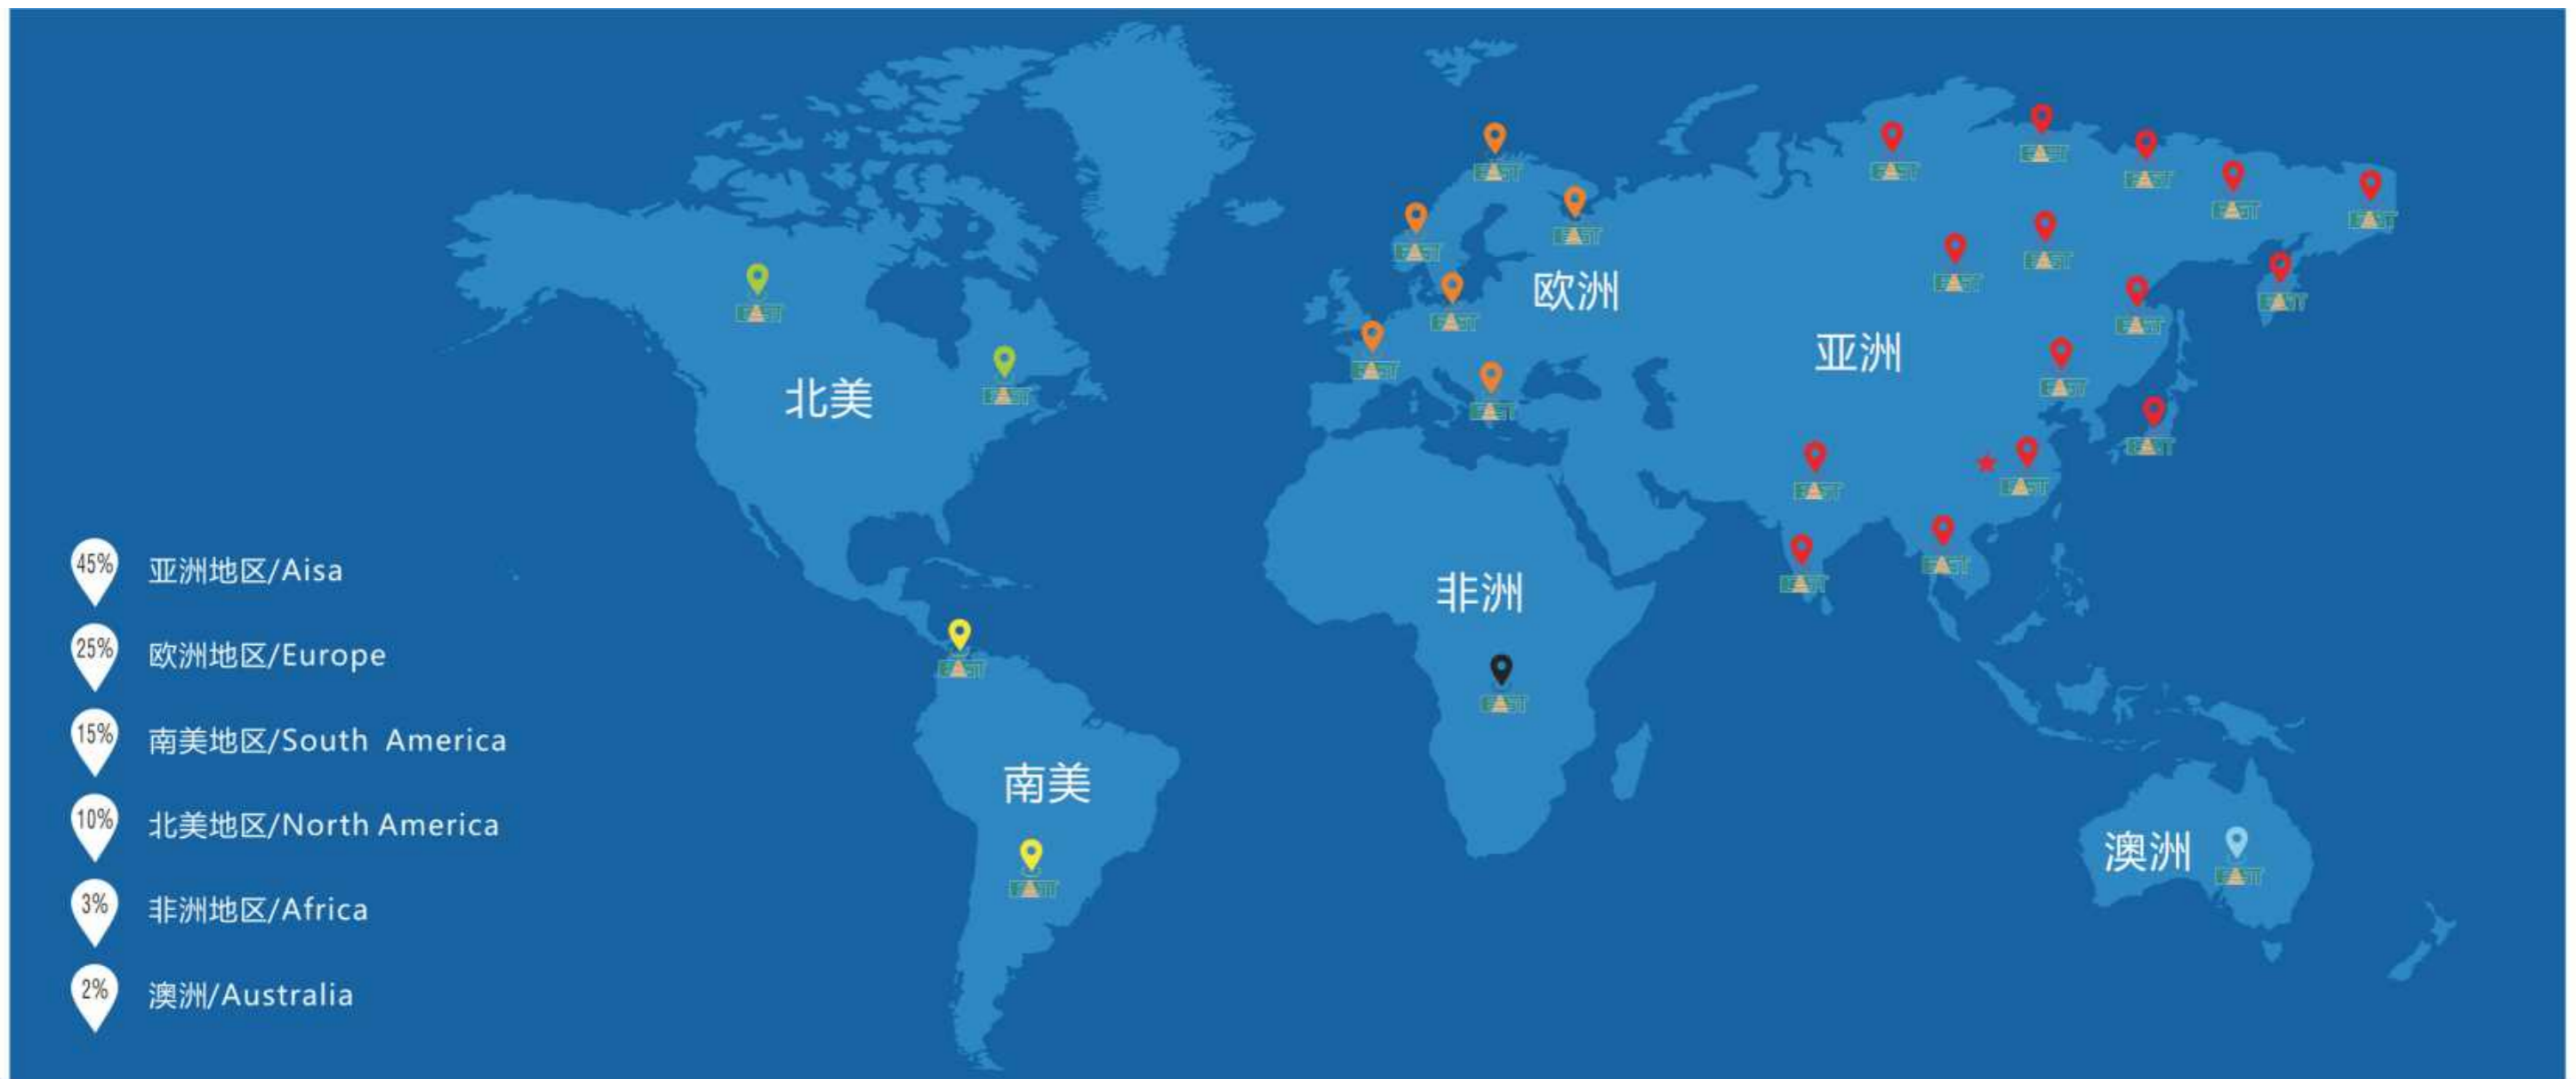 欧洲
亚洲
北美
非洲
南美
澳洲
45% 亚洲地区/Aisa
25% 欧洲地区/Europe
15% 南美地区/South America
10% 北美地区/North America
3% 非洲地区/Africa
2% 澳洲/Australia